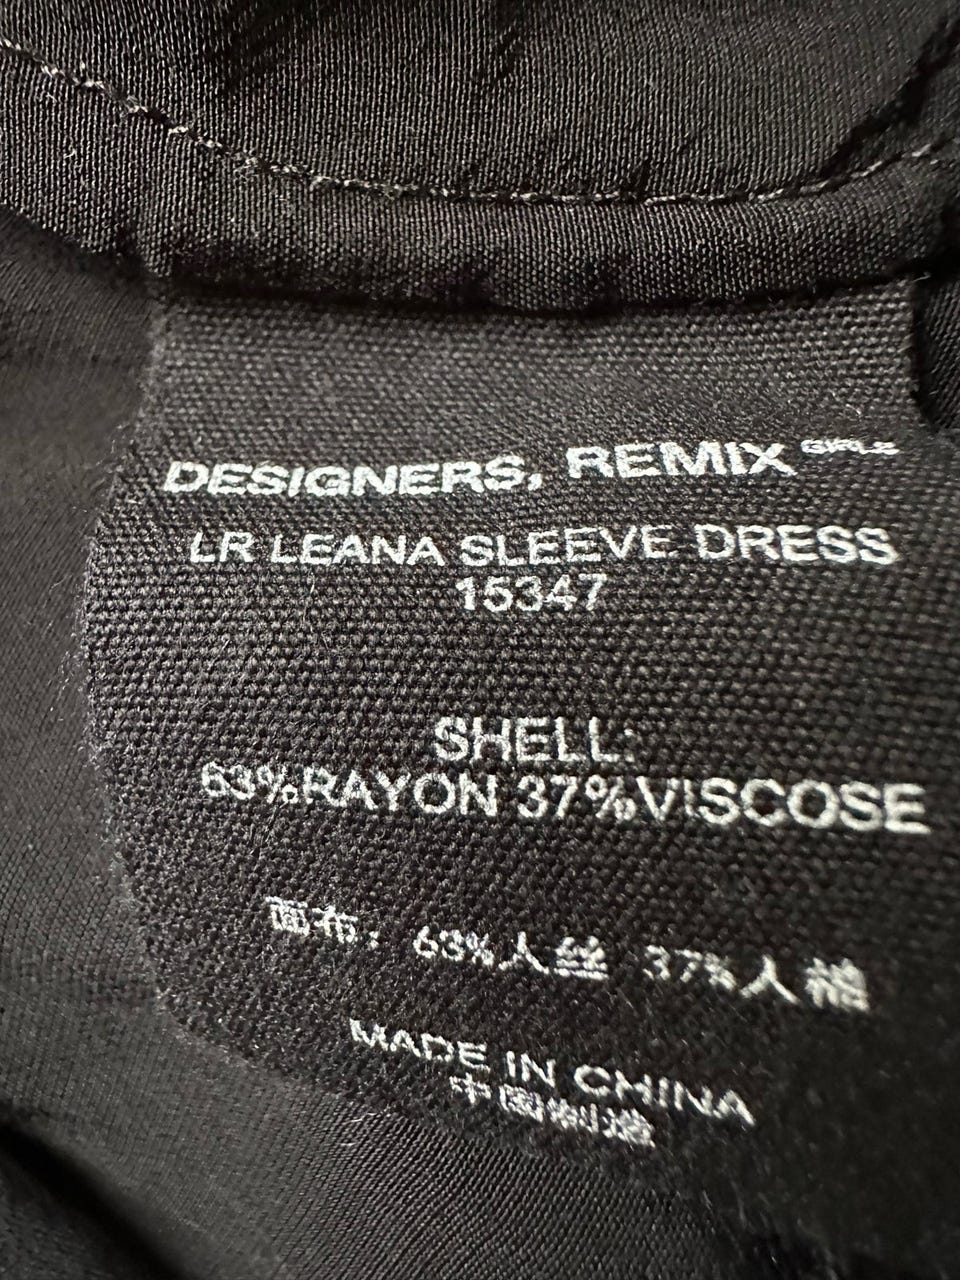 DESIGNERS, REMIX GIRLS
LR LEANA SLEEVE DRESS
15347
SHELL:
63%RAYON 37%VISCOSE
面布: 63%人丝 37%人棉
MADE IN CHINA
中国制造